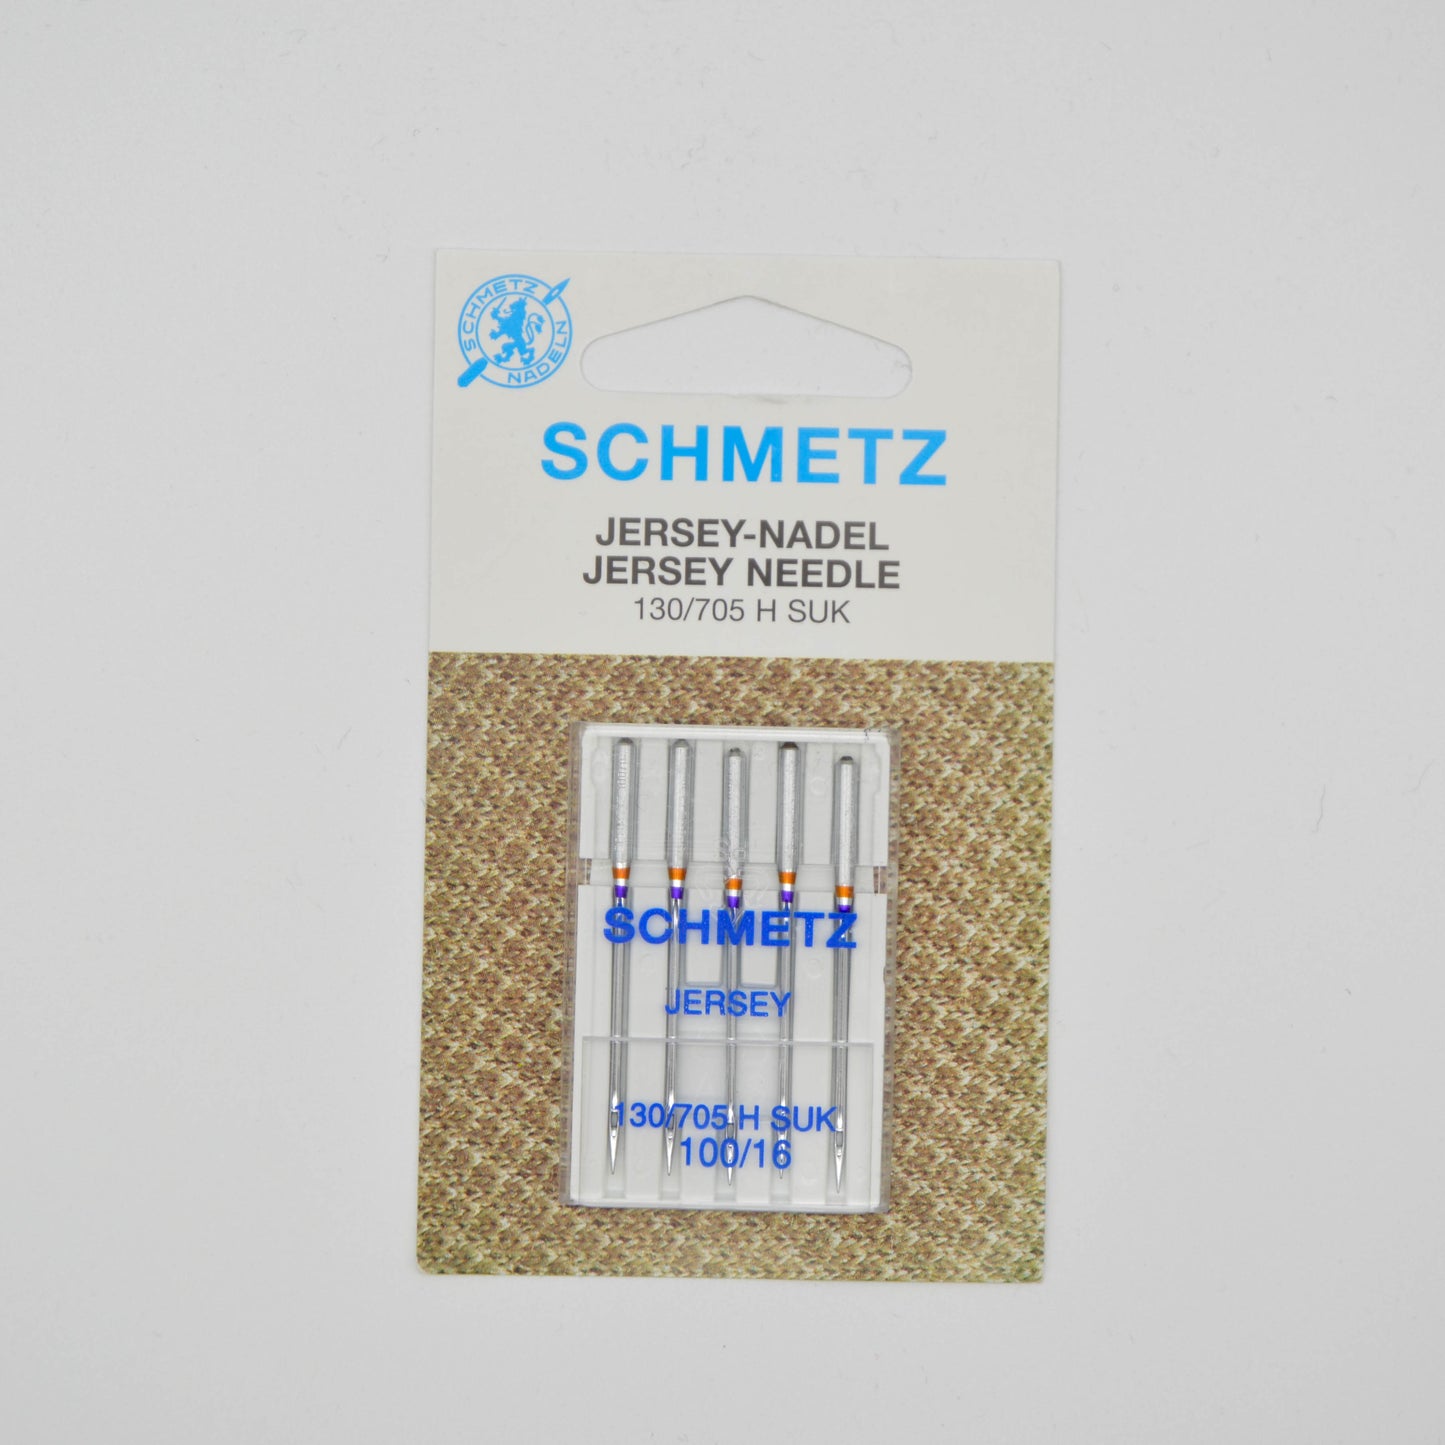 SCHMETZ
NADELN
SCHMETZ
JERSEY-NADEL
JERSEY NEEDLE
130/705 H SUK
SCHMETZ
JERSEY
130/705 H SUK
100/16